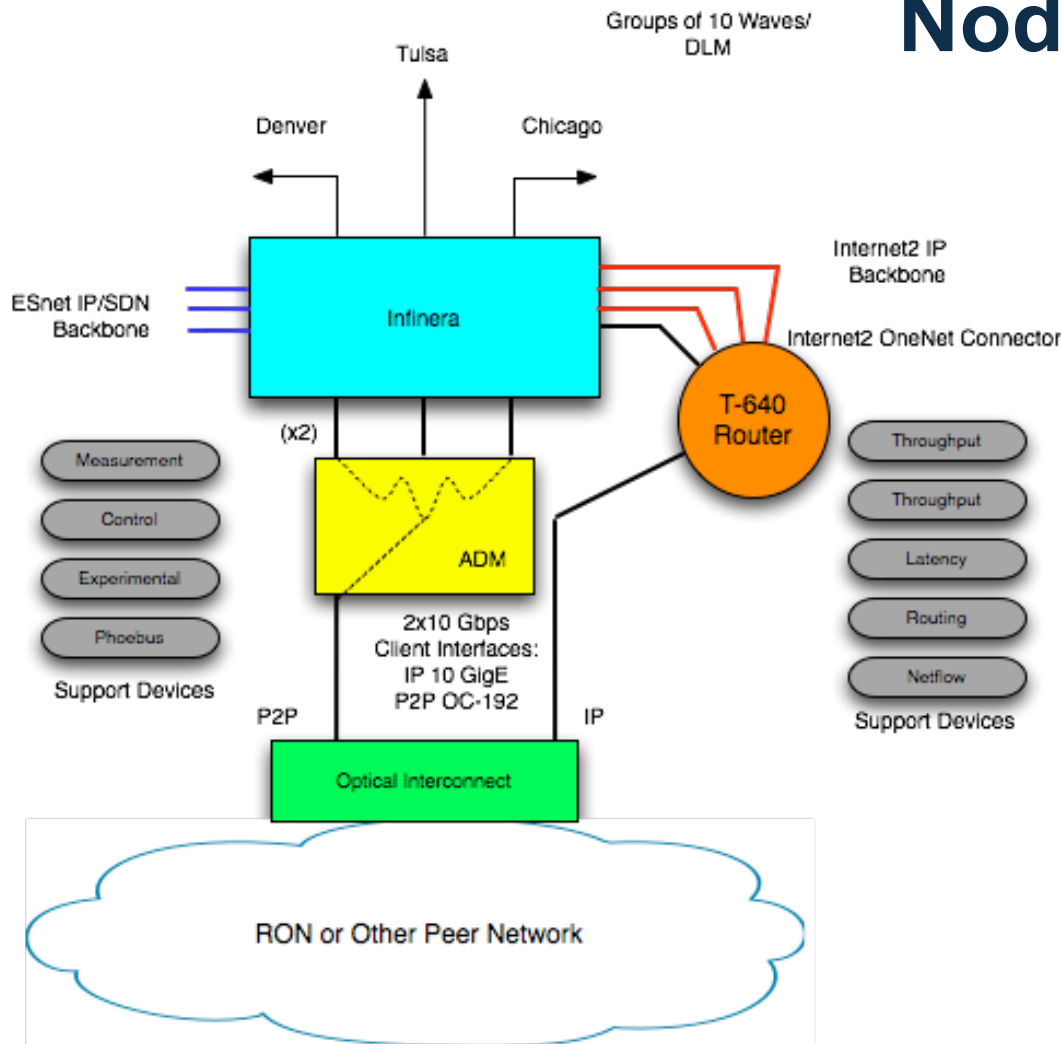 Nod
Groups of 10 Waves/
DLM
Tulsa
Denver
Chicago
Internet2 IP
Backbone
ESnet IP/SDN
Backbone
Infinera
Internet2 OneNet Connector
T-640
Router
(x2)
Measurement
Control
Experimental
Phoebus
Support Devices
ADM
Throughput
Throughput
Latency
Routing
Netflow
Support Devices
2x10 Gbps
Client Interfaces:
IP 10 GigE
P2P OC-192
P2P
IP
Optical Interconnect
RON or Other Peer Network